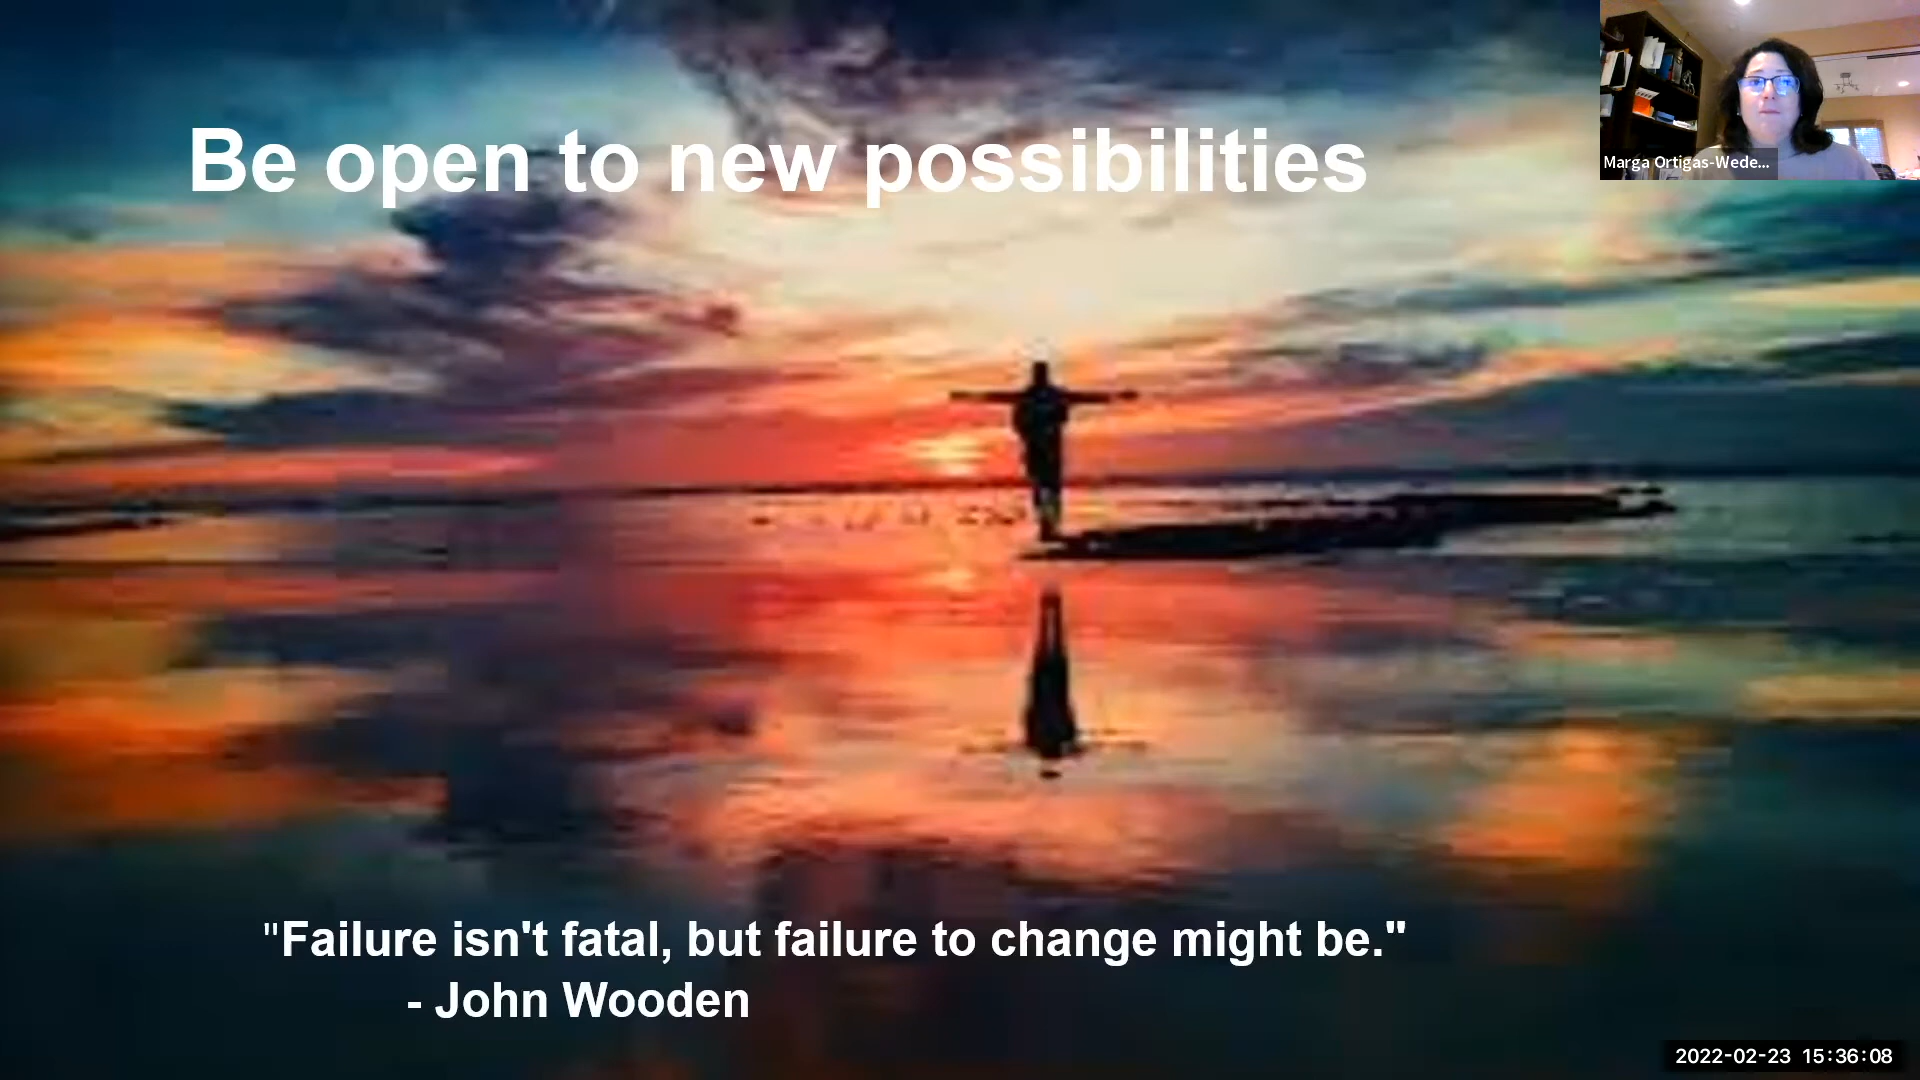 Be open to new possibilities
Marga Ortigas-Wede...
"Failure isn't fatal, but failure to change might be."
- John Wooden
2022-02-23 15:36:08